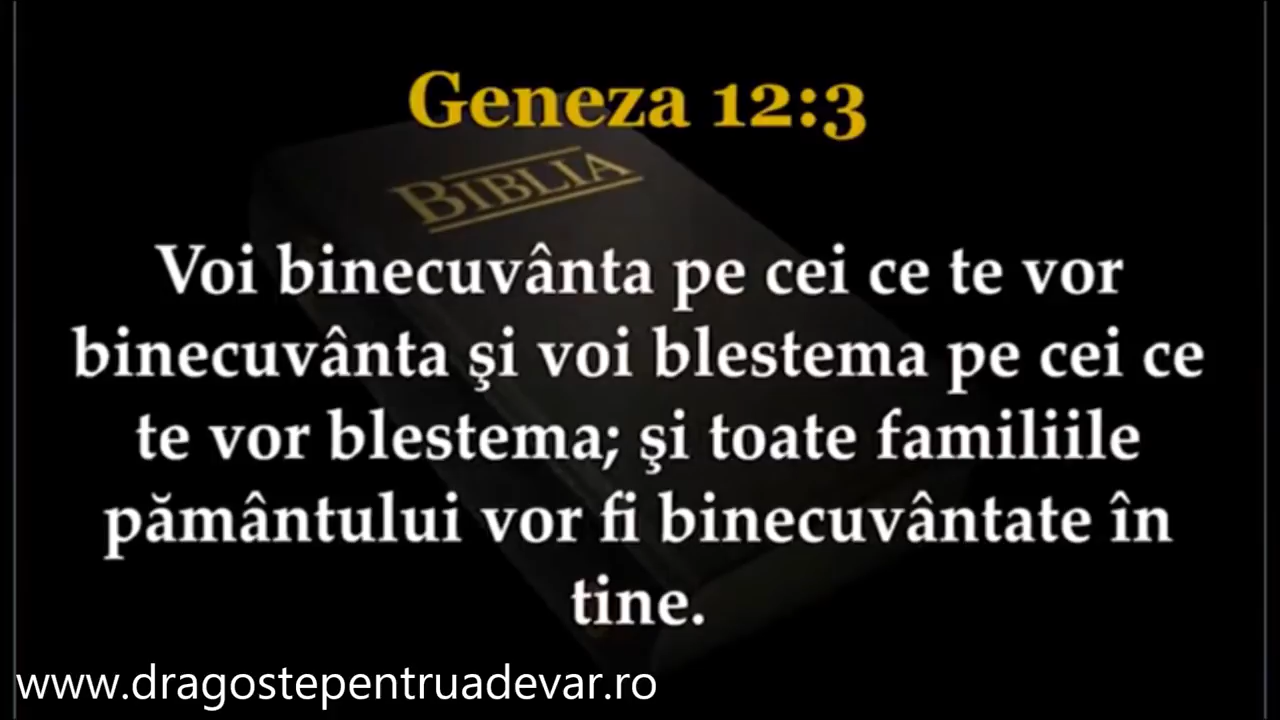 Geneza 12:3
BIBLIA
Voi binecuvânta pe cei ce te vor
binecuvânta şi voi blestema pe cei ce
te vor blestema; şi toate familiile
pământului vor fi binecuvântate în
tine.
www.dragostepentruadevar.ro